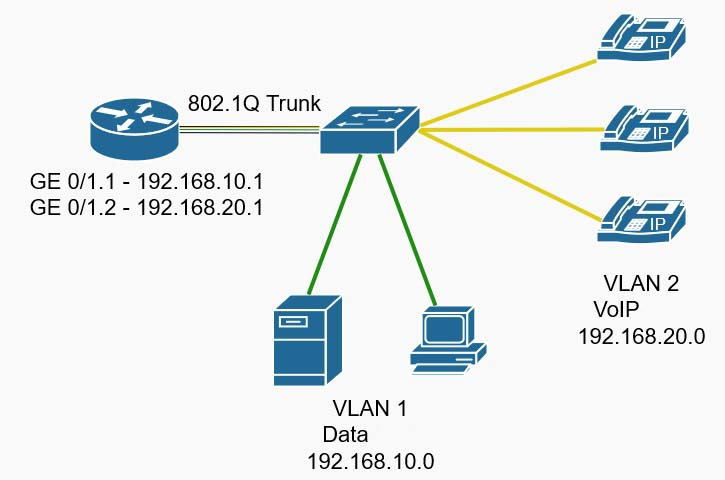 IP
802.1Q Trunk
IP
GE 0/1.1 - 192.168.10.1
GE 0/1.2 - 192.168.20.1
IP
VLAN 2
VoIP
192.168.20.0
VLAN 1
Data
192.168.10.0